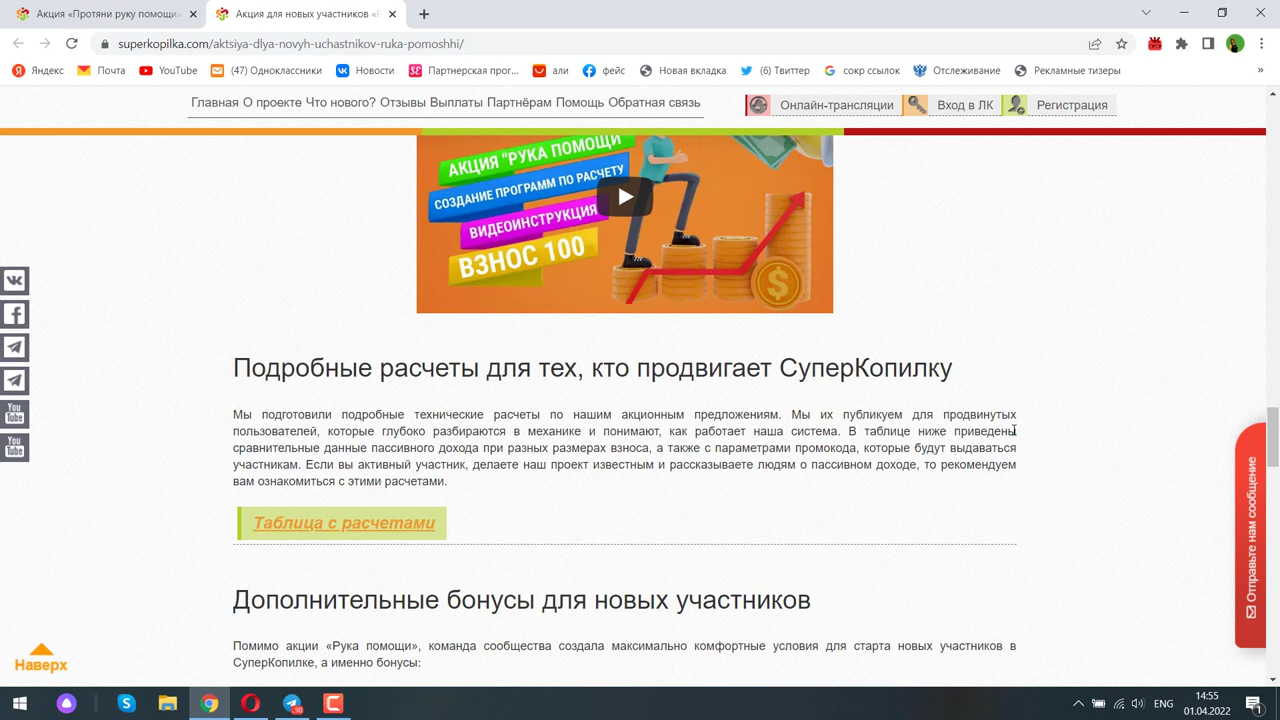 Акция «Протяни руку помощи»
Акция для новых участников «Р
superkopilka.com/aktsiya-dlya-novyh-uchastnikov-ruka-pomoshhi/
Яндекс Почта YouTube (47) Одноклассники Новости Партнерская прог... али фейс Новая вкладка (6) Твиттер сокр ссылок Отслеживание Рекламные тизеры »
Главная О проекте Что нового? Отзывы Выплаты Партнёрам Помощь Обратная связь
Онлайн-трансляции Вход в ЛК Регистрация
АКЦИЯ "РУКА ПОМОЩИ
СОЗДАНИЕ ПРОГРАММ ПО РАСЧЕТУ
ВИДЕОИНСТРУКЦИЯ
ВЗНОС 100
Подробные расчеты для тех, кто продвигает СуперКопилку
Мы подготовили подробные технические расчеты по нашим акционным предложениям. Мы их публикуем для продвинутых
пользователей, которые глубоко разбираются в механике и понимают, как работает наша система. В таблице ниже приведены
сравнительные данные пассивного дохода при разных размерах взноса, а также с параметрами промокода, которые будут выдаваться
участникам. Если вы активный участник, делаете наш проект известным и рассказываете людям о пассивном доходе, то рекомендуем
вам ознакомиться с этими расчетами.
Таблица с расчетами
Дополнительные бонусы для новых участников
Помимо акции «Рука помощи», команда сообщества создала максимально комфортные условия для старта новых участников в
СуперКопилке, а именно бонусы:
You
Tube
You
Tube
Наверх
Отправьте нам сообщение
90
ENG
14:55
01.04.2022
1